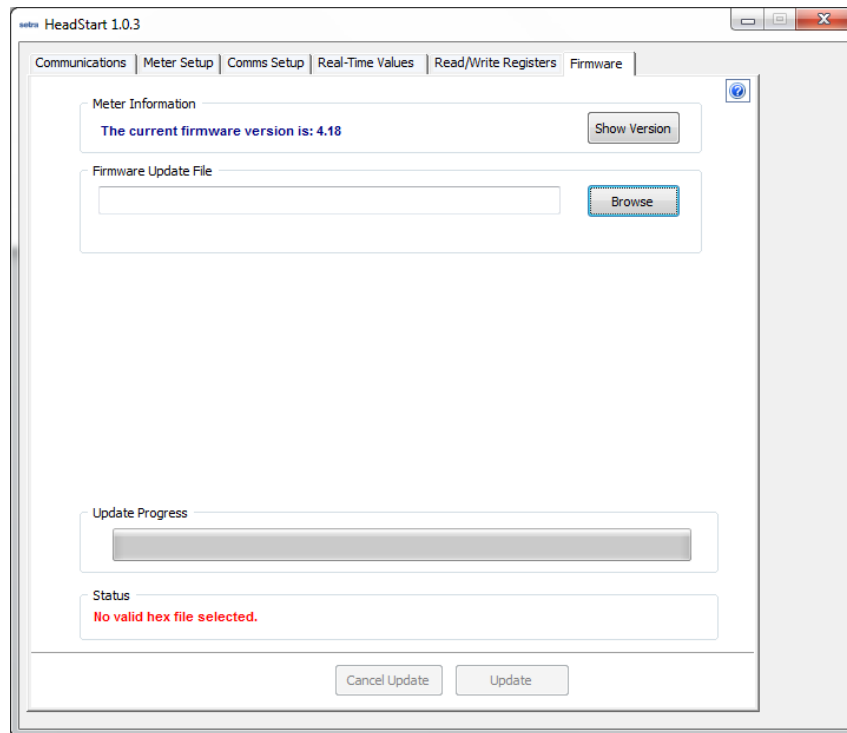 setra HeadStart 1.0.3
Communications Meter Setup Comms Setup Real-Time Values Read/Write Registers Firmware
Meter Information
The current firmware version is: 4.18
Show Version
Firmware Update File
Browse
Update Progress
Status
No valid hex file selected.
Cancel Update Update